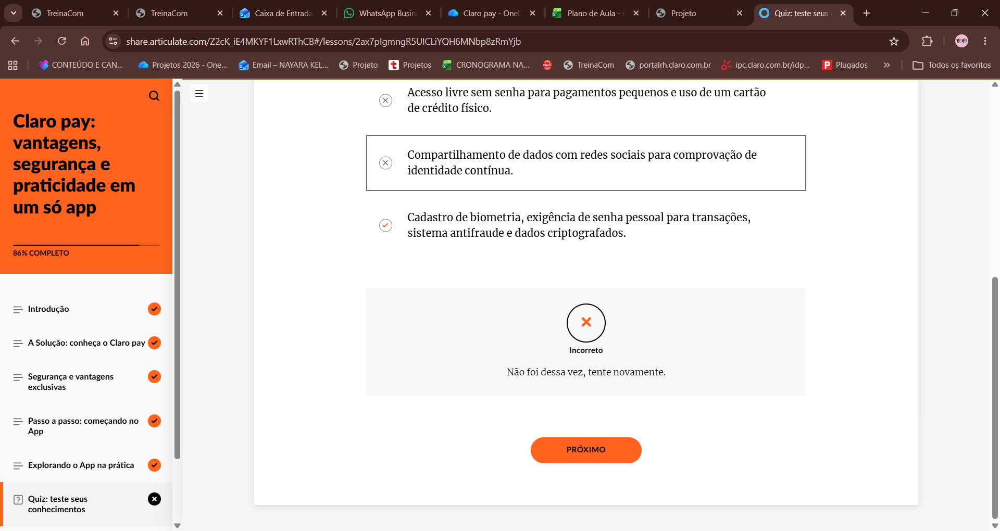 TreinaCom
TreinaCom
Caixa de Entrada
WhatsApp Busin
Claro pay - OneD
Plano de Aula - C
Projeto
Quiz: teste seus c
share.articulate.com/Z2cK_iE4MKYF1LxwRThCB#/lessons/2ax7pIgmngR5UICLiYQH6MNbp8zRmYjb
CONTEÚDO E CAN...
Projetos 2026 - One...
Email – NAYARA KEL...
Projeto
Projetos
CRONOGRAMA NA...
TreinaCom
portalrh.claro.com.br
ipc.claro.com.br/idp...
Plugados
Todos os favoritos
Claro pay:
vantagens,
segurança e
praticidade em
um só app
86% COMPLETO
Introdução
A Solução: conheça o Claro pay
Segurança e vantagens
exclusivas
Passo a passo: começando no
App
Explorando o App na prática
Quiz: teste seus
conhecimentos
Acesso livre sem senha para pagamentos pequenos e uso de um cartão
de crédito físico.
Compartilhamento de dados com redes sociais para comprovação de
identidade contínua.
Cadastro de biometria, exigência de senha pessoal para transações,
sistema antifraude e dados criptografados.
Incorreto
Não foi dessa vez, tente novamente.
PRÓXIMO